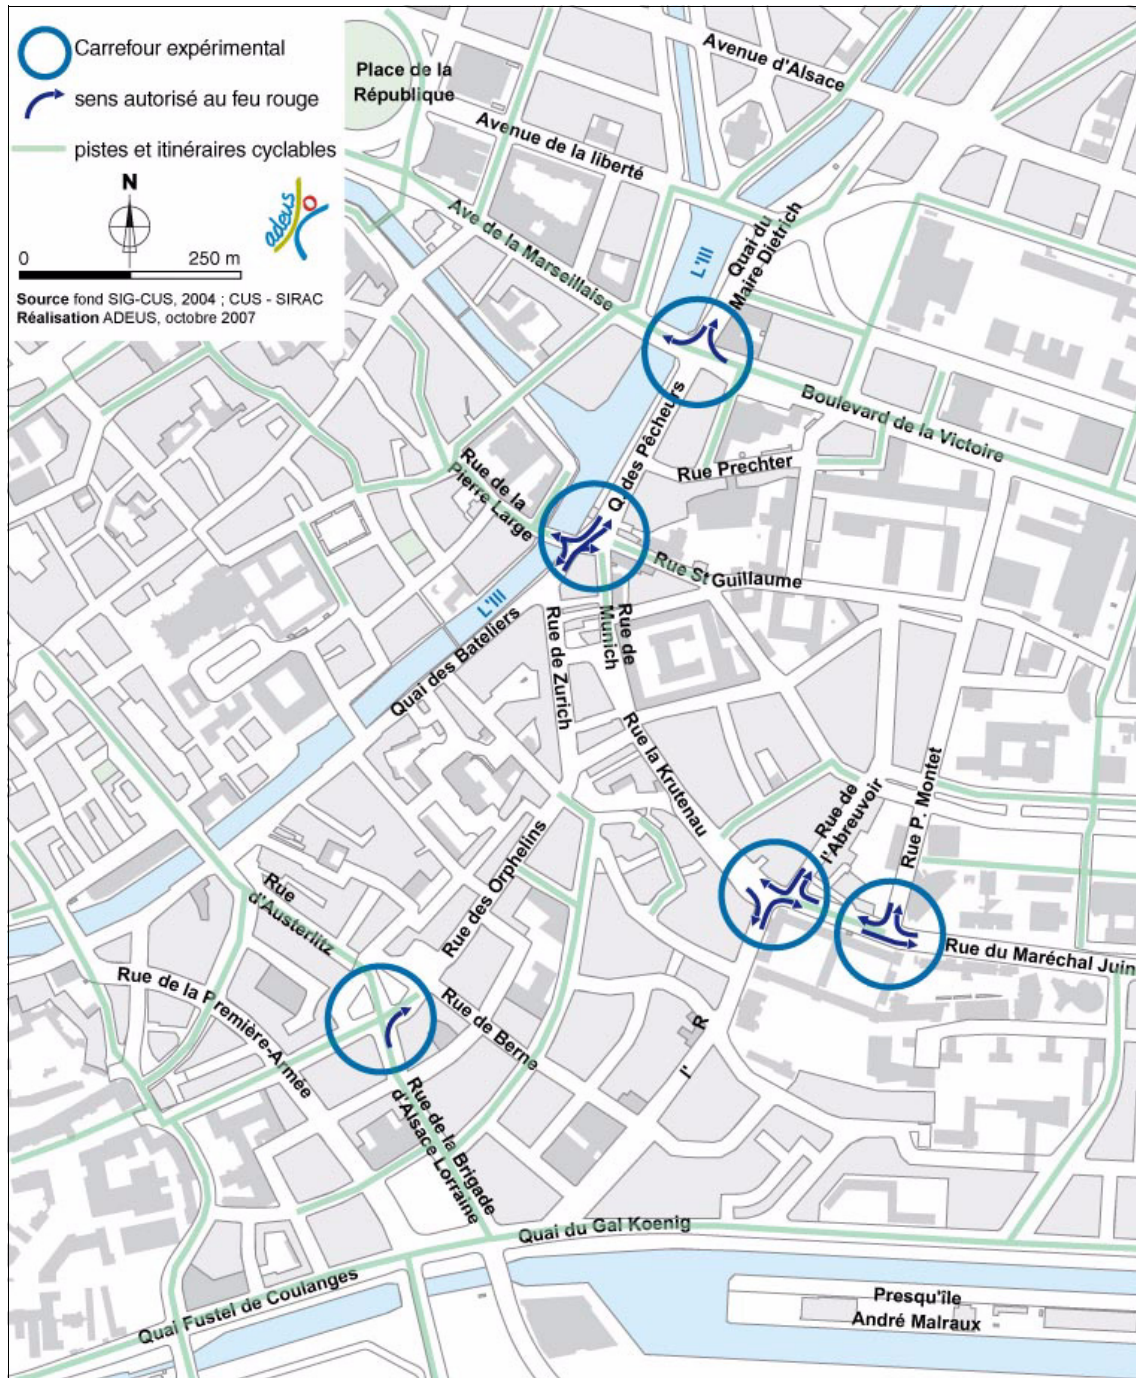 Carrefour expérimental
sens autorisé au feu rouge
pistes et itinéraires cyclables
N
adeus
0
250 m
Source fond SIG-CUS, 2004 ; CUS - SIRAC
Réalisation ADEUS, octobre 2007
Place de la
République
Avenue d'Alsace
Avenue de la liberté
Ave de la Marseillaise
L'Ill
Quai du
Maire Dietrich
Boulevard de la Victoire
Q. des Pêcheurs
Rue Prechter
Rue de la
Pierre Large
Rue St Guillaume
L'Ill
Quai des Bateliers
Rue de Zurich
Rue de
Munich
Rue la Krutenau
Rue de
l'Abreuvoir
Rue P. Montet
Rue des Orphelins
Rue
d'Austerlitz
Rue du Maréchal Juin
Rue de la Première-Armée
Rue de Berne
l' R
Rue de la Brigade
d'Alsace Lorraine
Quai du Gal Koenig
Quai Fustel de Coulanges
Presqu'île
André Malraux